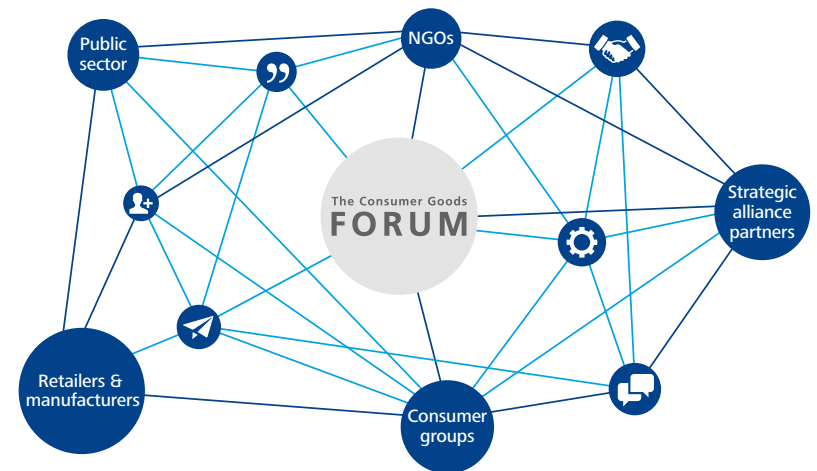 Public
sector
NGOs
The Consumer Goods
FORUM
Strategic
alliance
partners
Retailers &
manufacturers
Consumer
groups